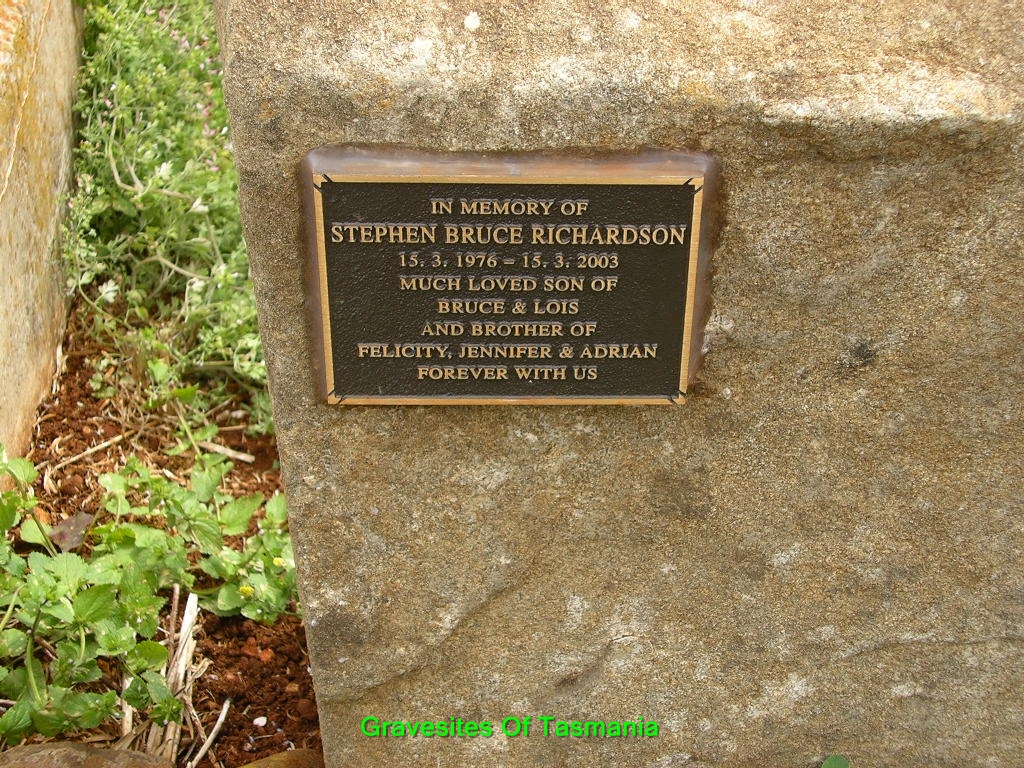 IN MEMORY OF
STEPHEN BRUCE RICHARDSON
15. 3. 1976 – 15. 3. 2003
MUCH LOVED SON OF
BRUCE & LOIS
AND BROTHER OF
FELICITY, JENNIFER & ADRIAN
FOREVER WITH US
Gravesites Of Tasmania